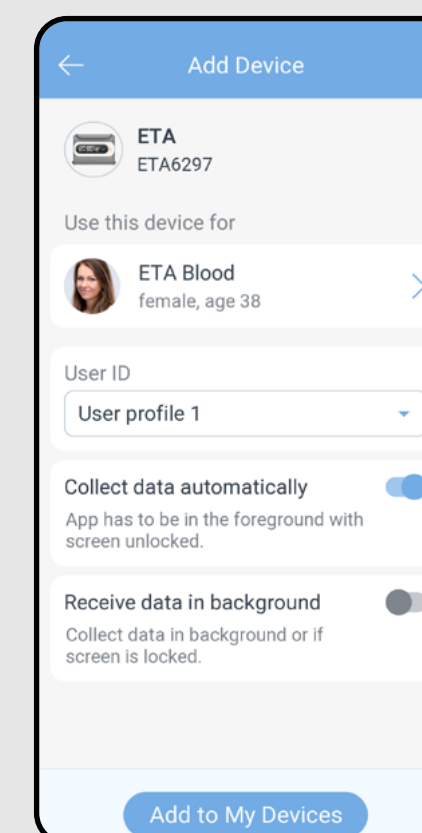 Add Device
ETA
ETA6297
Use this device for
ETA Blood
female, age 38
User ID
User profile 1
Collect data automatically
App has to be in the foreground with
screen unlocked.
Receive data in background
Collect data in background or if
screen is locked.
Add to My Devices